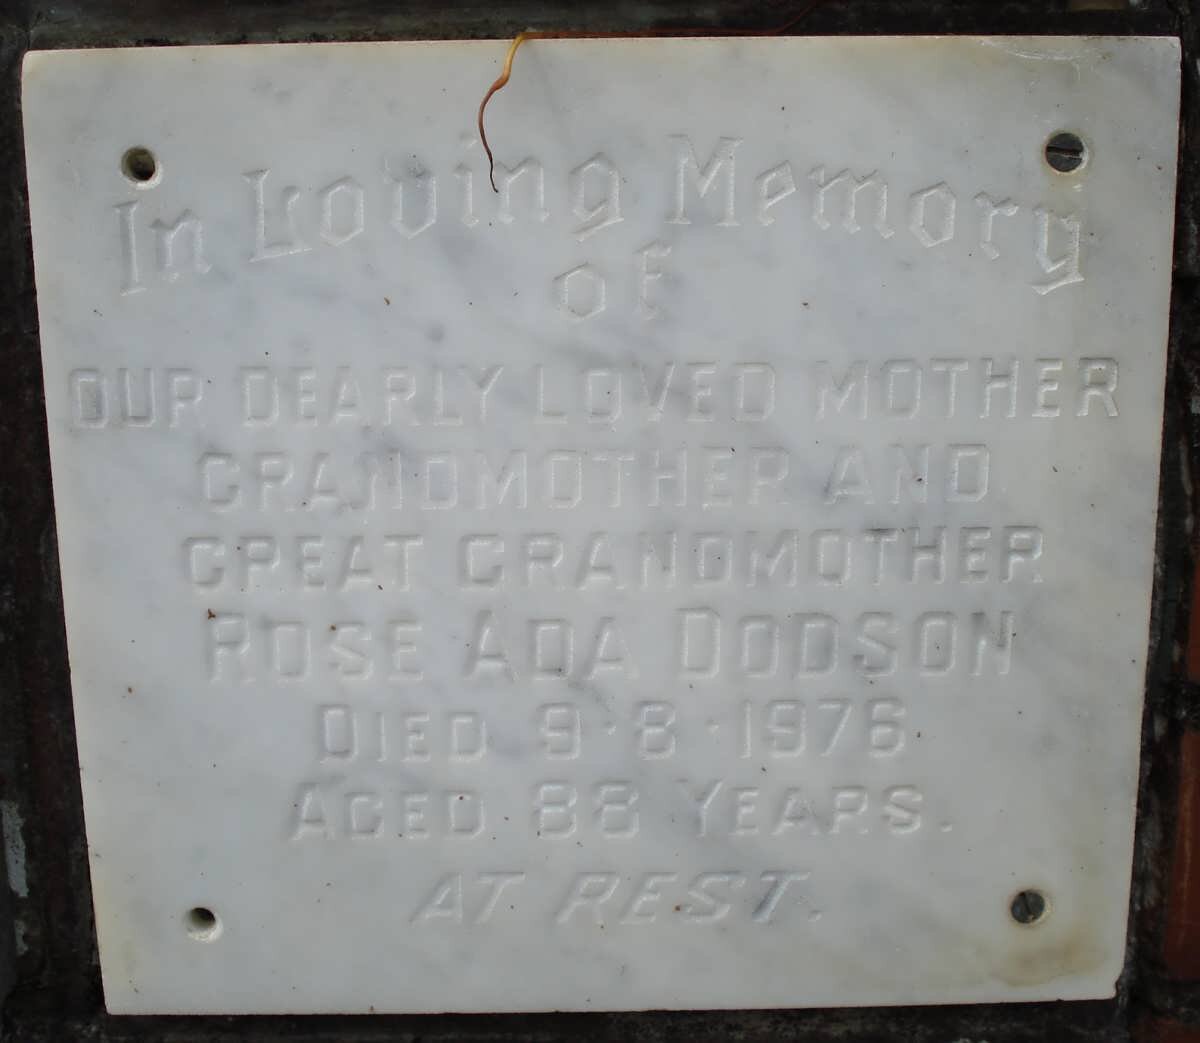 In Loving Memory
of
OUR DEARLY LOVED MOTHER
GRANDMOTHER AND
GREAT GRANDMOTHER
ROSE ADA DODSON
DIED 9·8·1976
AGED 88 YEARS.
AT REST.